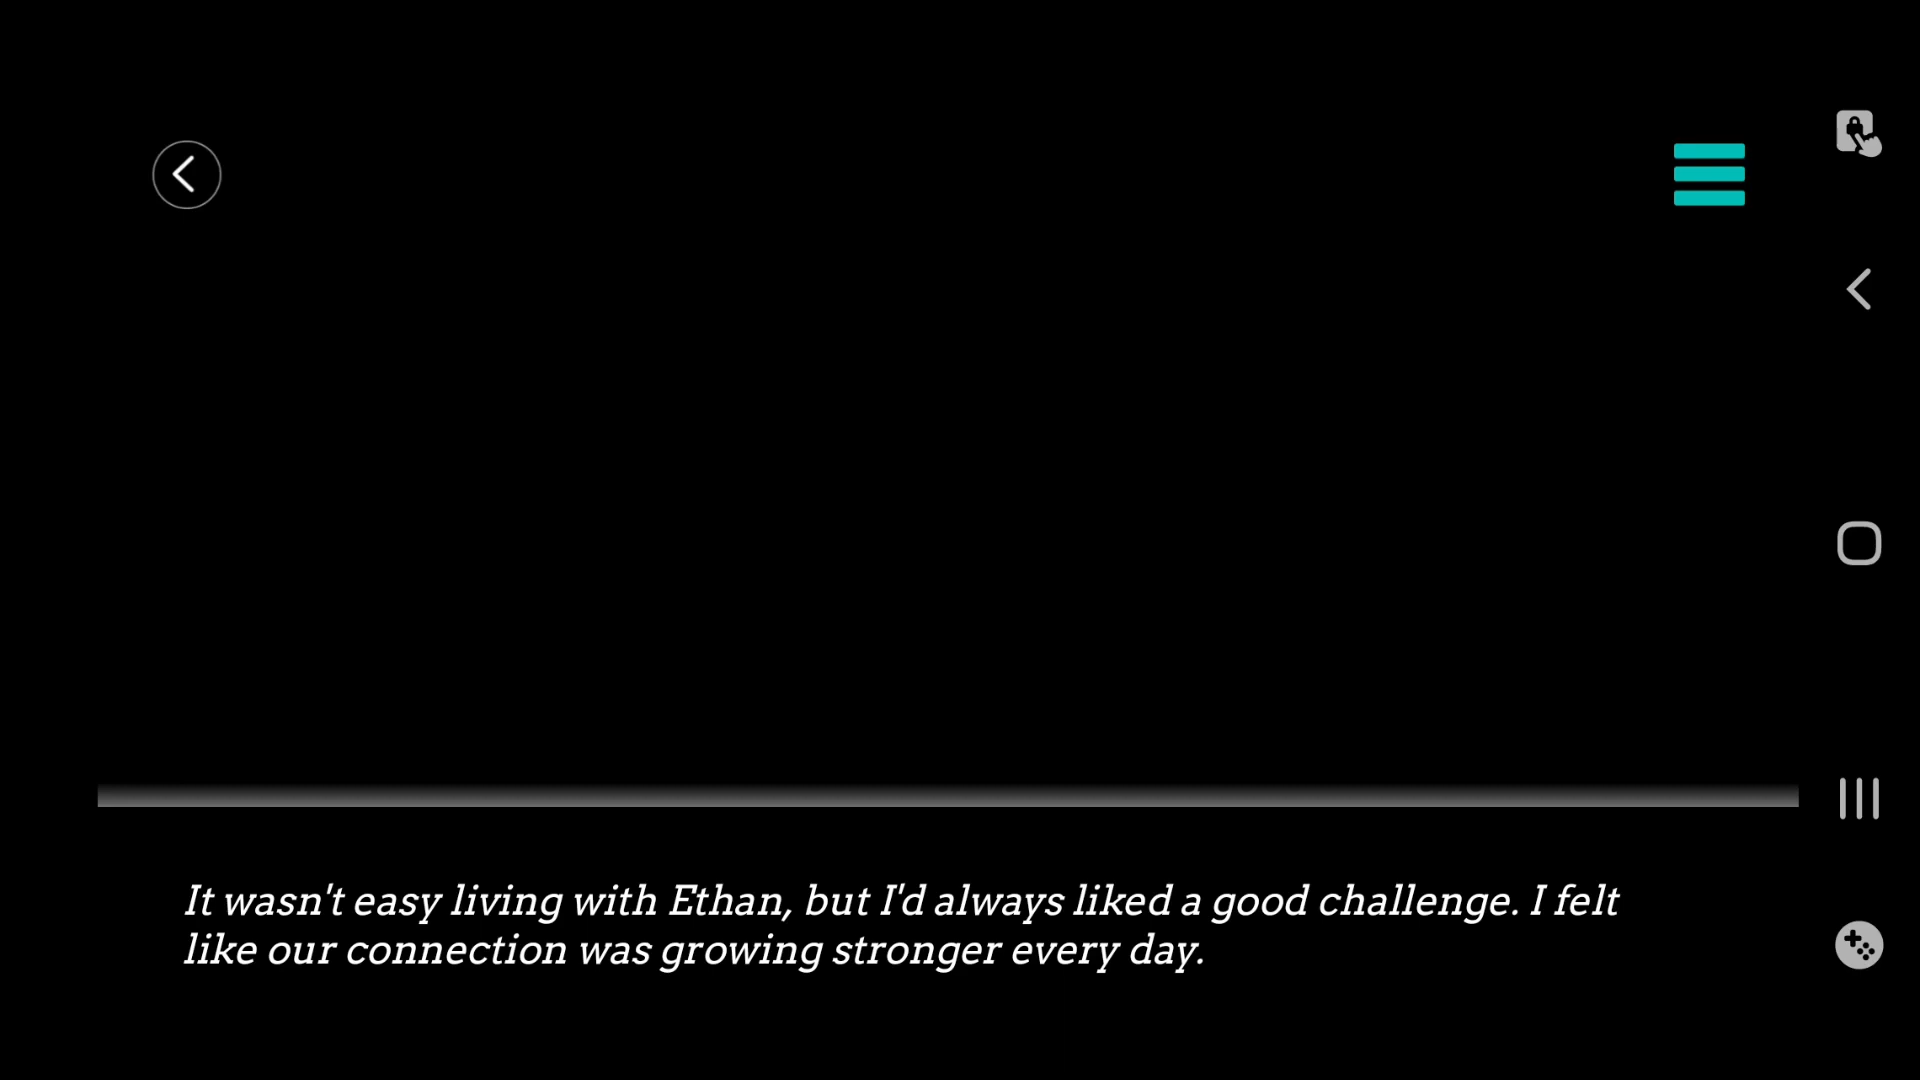 It wasn't easy living with Ethan, but I'd always liked a good challenge. I felt
like our connection was growing stronger every day.